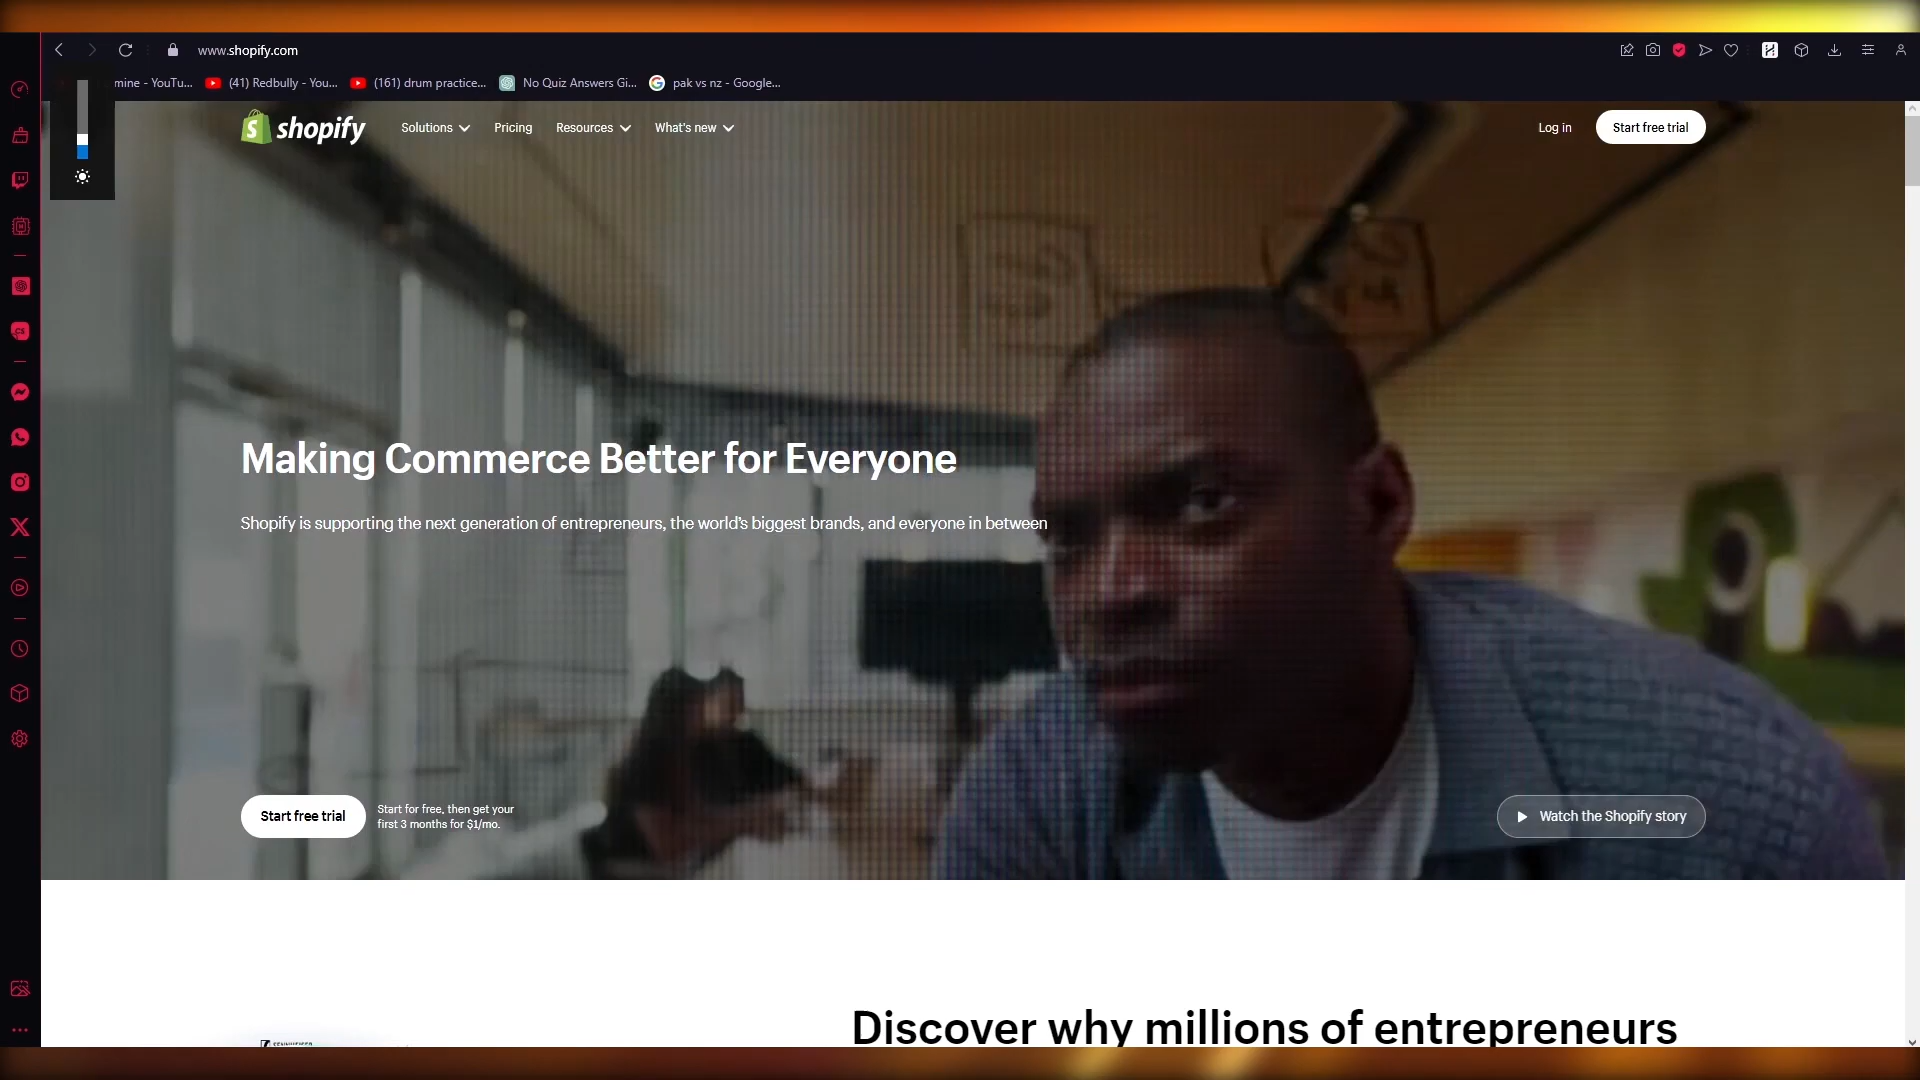 www.shopify.com
mine - YouTu...
(41) Redbully - You...
(161) drum practice...
No Quiz Answers Gi...
pak vs nz - Google...
shopify
Solutions
Pricing
Resources
What's new
Log in
Start free trial
Making Commerce Better for Everyone
Shopify is supporting the next generation of entrepreneurs, the world's biggest brands, and everyone in between
Start free trial
Start for free, then get your
first 3 months for $1/mo.
Watch the Shopify story
Discover why millions of entrepreneurs